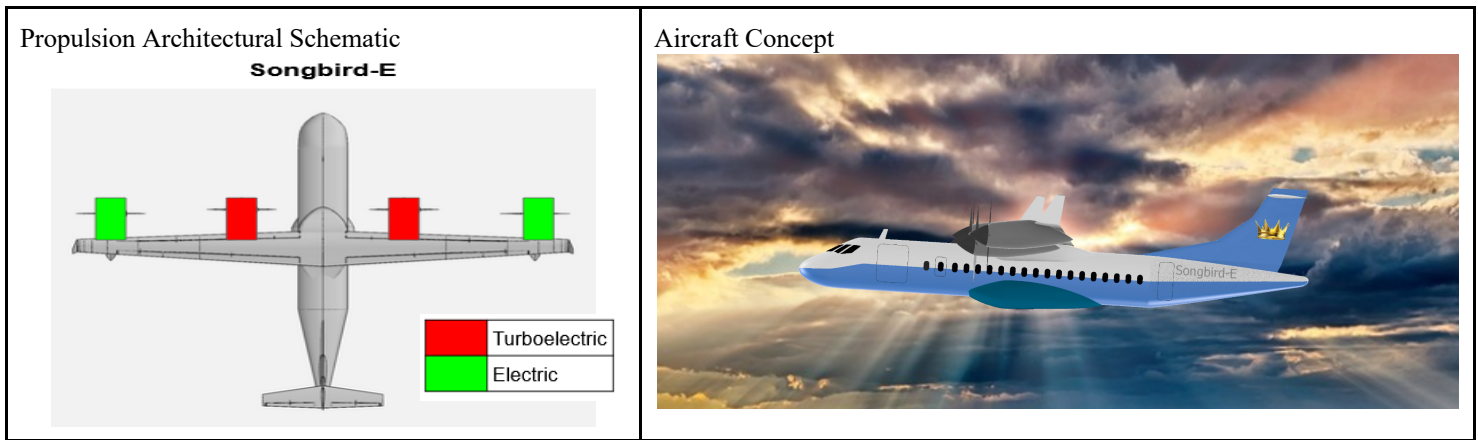 Propulsion Architectural Schematic
Songbird-E
Turboelectric
Electric
Aircraft Concept
Songbird-E